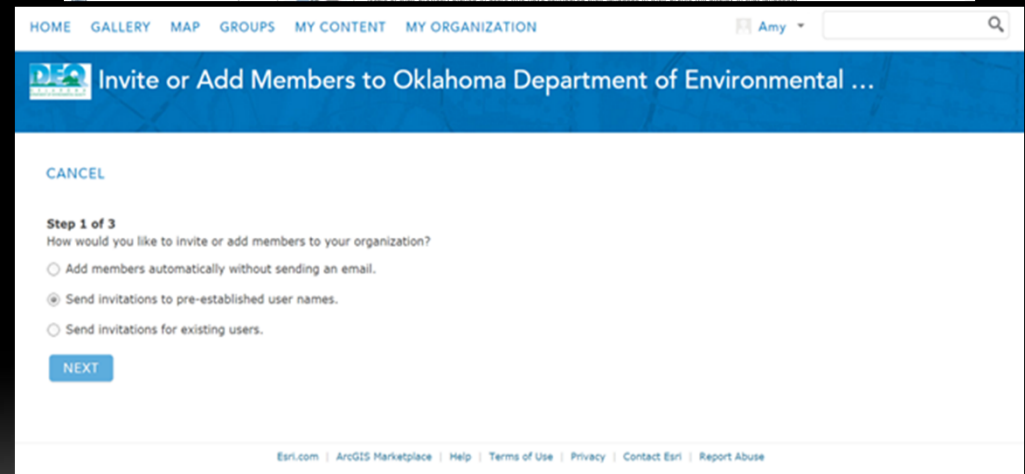 HOME GALLERY MAP GROUPS MY CONTENT MY ORGANIZATION Amy
DEQ Invite or Add Members to Oklahoma Department of Environmental ...
CANCEL
Step 1 of 3
How would you like to invite or add members to your organization?
Add members automatically without sending an email.
Send invitations to pre-established user names.
Send invitations for existing users.
NEXT
Esri.com | ArcGIS Marketplace | Help | Terms of Use | Privacy | Contact Esri | Report Abuse